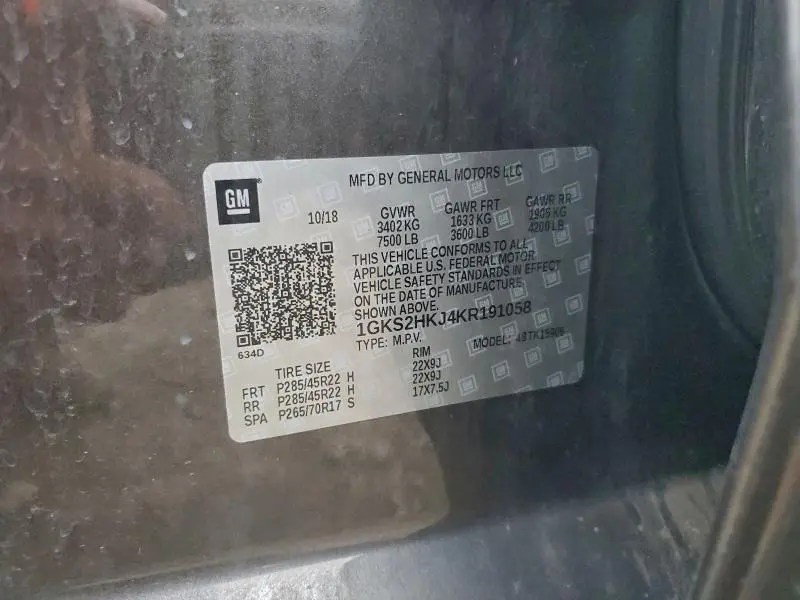 GM
MFD BY GENERAL MOTORS LLC
10/18
GVWR GAWR FRT GAWR RR
3402 KG 1633 KG 1905 KG
7500 LB 3600 LB 4200 LB
THIS VEHICLE CONFORMS TO ALL
APPLICABLE U.S. FEDERAL MOTOR
VEHICLE SAFETY STANDARDS IN EFFECT
ON THE DATE OF MANUFACTURE
SHOWN ABOVE.
1GKS2HKJ4KR191058
TYPE: M.P.V. MODEL: 4BTK15906
634D
TIRE SIZE RIM
FRT P285/45R22 H 22X9J
RR P285/45R22 H 22X9J
SPA P265/70R17 S 17X7.5J